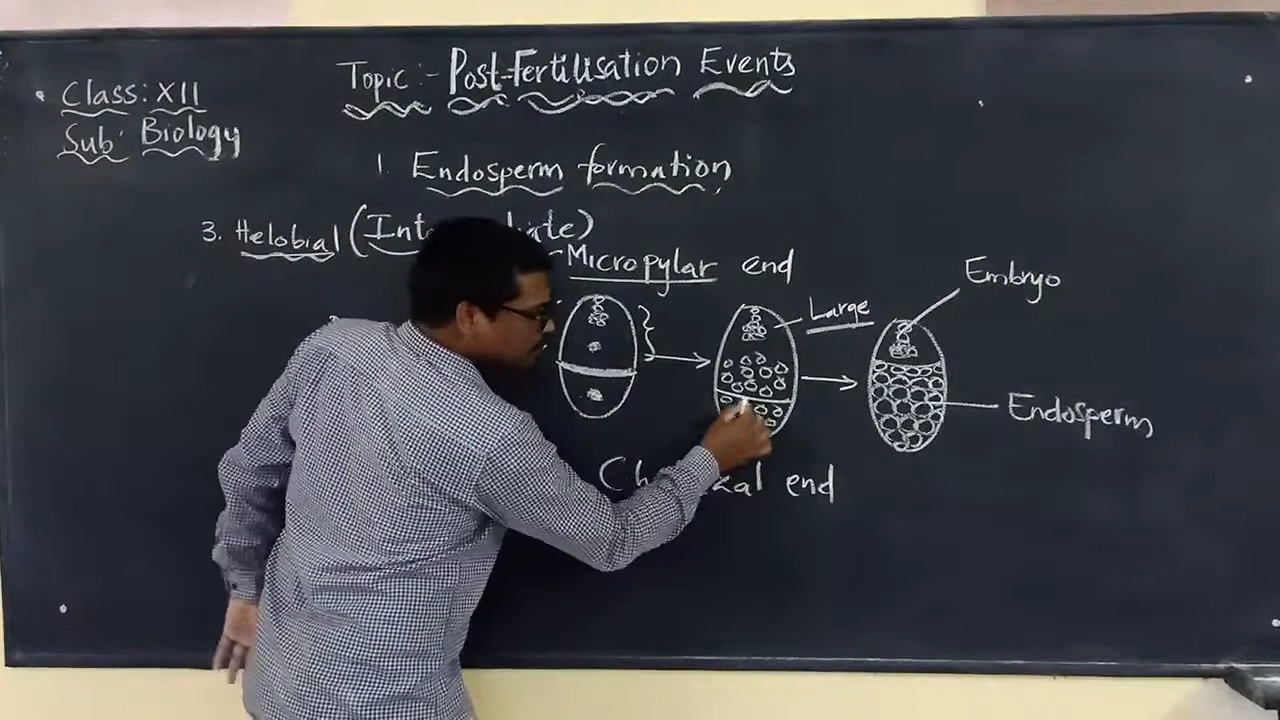 Topic :- Post-Fertilisation Events
Class: XII
Sub: Biology
1. Endosperm formation
3. Helobial
Micropylar end
Embryo
Large
Endosperm
end